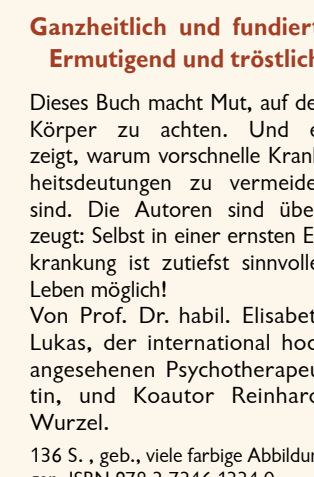 Ganzheitlich und fundiert
Ermutigend und tröstlich
Dieses Buch macht Mut, auf de
Körper zu achten. Und e
zeigt, warum vorschnelle Krank
heitsdeutungen zu vermeide
sind. Die Autoren sind über
zeugt: Selbst in einer ernsten E
krankung ist zutiefst sinnvolle
Leben möglich!
Von Prof. Dr. habil. Elisabet
Lukas, der international hoc
angesehenen Psychotherapeu
tin, und Koautor Reinhard
Wurzel.
136 S. , geb., viele farbige Abbildun